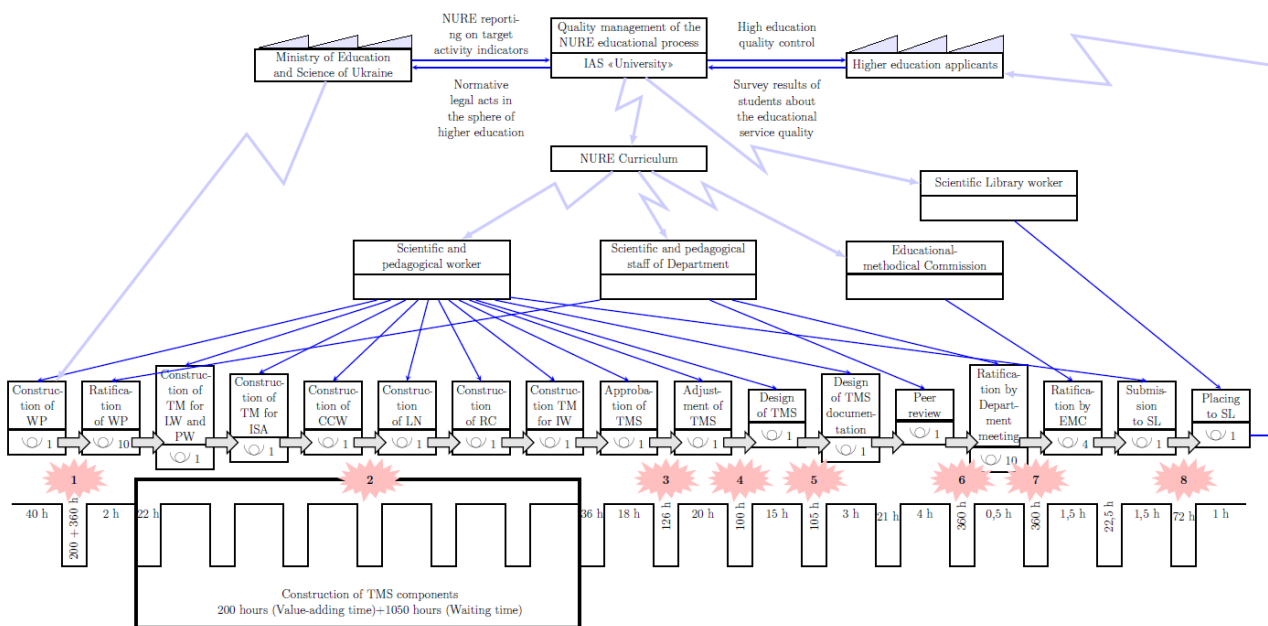 NURE reporti-
ng on target
activity indicators
Quality management of the
NURE educational process
IAS «University»
High education
quality control
Ministry of Education
and Science of Ukraine
Higher education applicants
Normative
legal acts in
the sphere of
higher education
Survey results of
students about
the educational
service quality
NURE Curriculum
Scientific Library worker
Scientific and
pedagogical worker
Scientific and pedagogical
staff of Department
Educational-
methodical Commission
Construc-
tion of
WP
1
Ratifica-
tion
of WP
10
Construc-
tion of
TM for
LW and
PW
1
Construc-
tion of
TM for
ISA
1
Construc-
tion of
CCW
1
Construc-
tion
of LN
1
Construc-
tion
of RC
1
Construc-
tion TM
for IW
1
Approba-
tion of
TMS
1
Adjust-
ment of
TMS
1
Design
of TMS
1
Design
of TMS
documen-
tation
1
Peer
review
1
Ratifica-
tion by
Depart-
ment
meeting
10
Ratifica-
tion by
EMC
4
Submis-
sion
to SL
1
Placing
to SL
1
1
2
3
4
5
6
7
8
40 h
200 + 360 h
2 h
22 h
36 h
18 h
126 h
20 h
100 h
15 h
105 h
3 h
21 h
4 h
360 h
0,5 h
360 h
1,5 h
22,5 h
1,5 h
72 h
1 h
Construction of TMS components
200 hours (Value-adding time)+1050 hours (Waiting time)